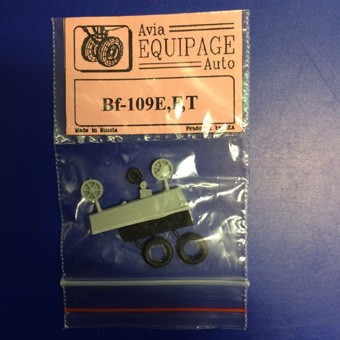 Avia
EQUIPAGE
Auto
Bf-109E,F,T
Made in Russia